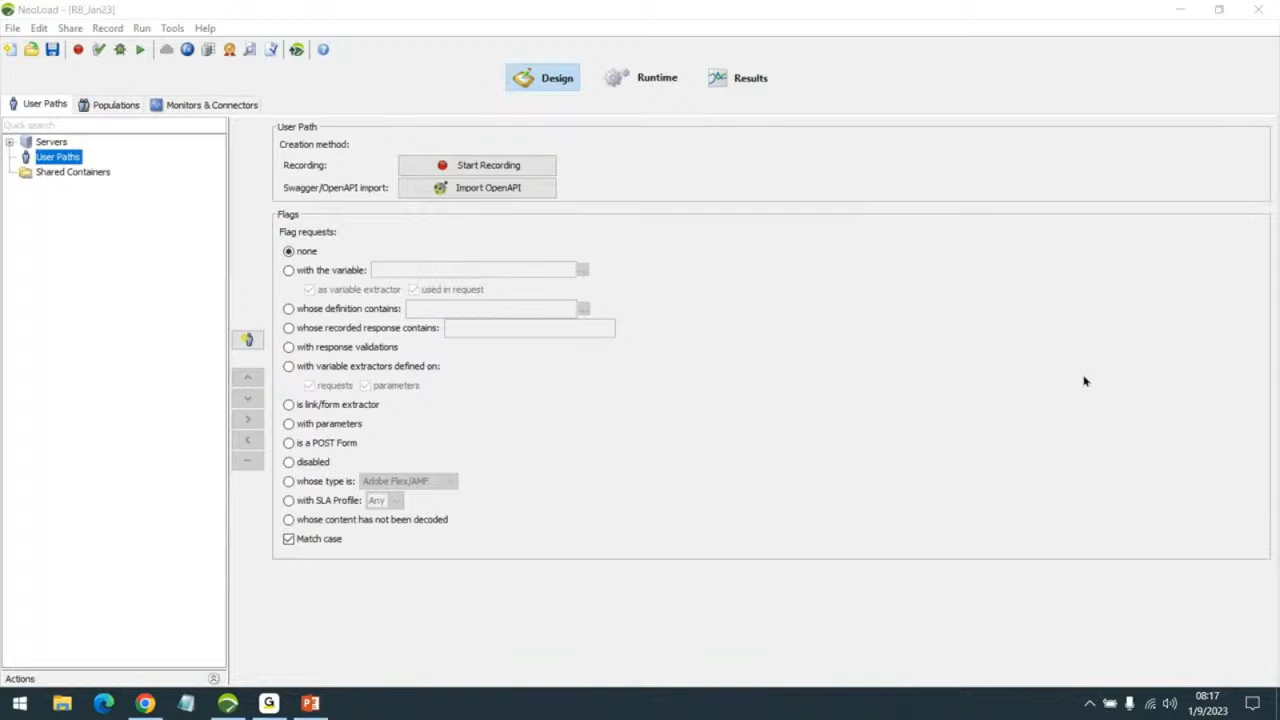 NeoLoad - [RB_Jan23]
File Edit Share Record Run Tools Help
Design Runtime Results
User Paths Populations Monitors & Connectors
Quick search
Servers
User Paths
Shared Containers
User Path
Creation method:
Recording: Start Recording
Swagger/OpenAPI import: Import OpenAPI
Flags
Flag requests:
none
with the variable: ...
as variable extractor used in request
whose definition contains: ...
whose recorded response contains:
with response validations
with variable extractors defined on:
requests parameters
is link/form extractor
with parameters
is a POST Form
disabled
whose type is: Adobe Flex/AMF
with SLA Profile: Any
whose content has not been decoded
Match case
Actions
08:17
1/9/2023